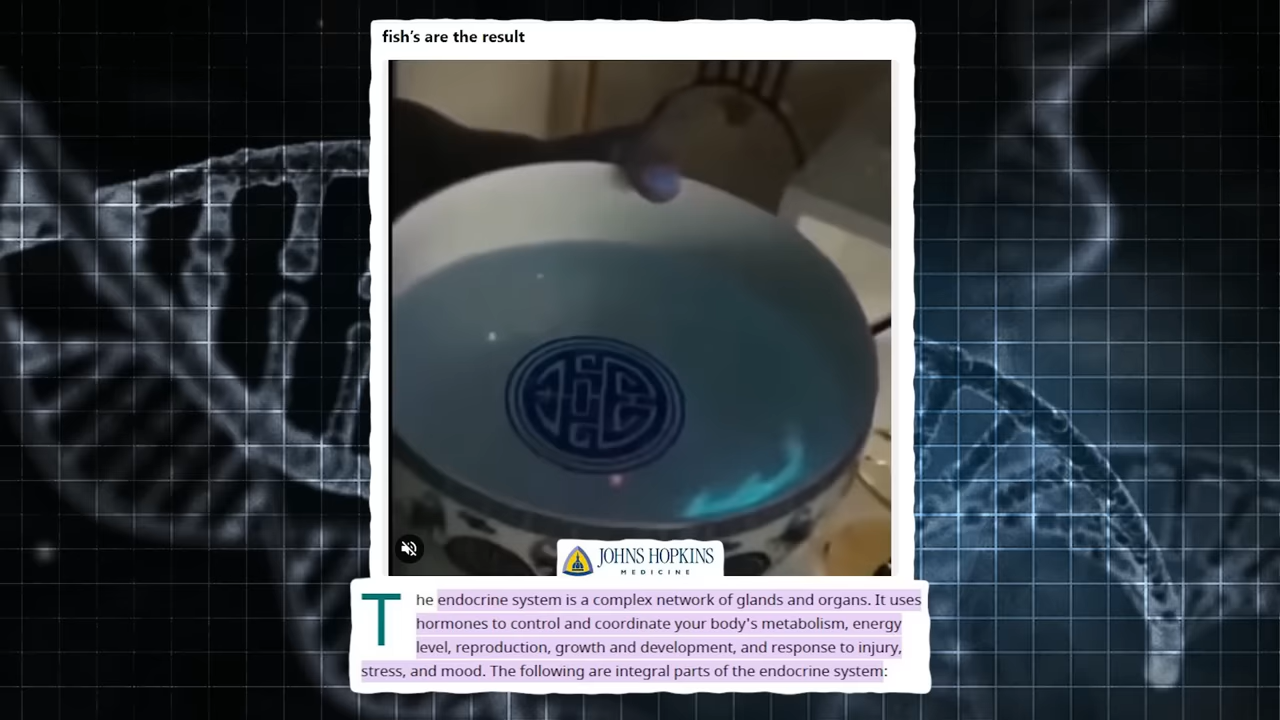 fish’s are the result
JOHNS HOPKINS
MEDICINE
The endocrine system is a complex network of glands and organs. It uses
hormones to control and coordinate your body's metabolism, energy
level, reproduction, growth and development, and response to injury,
stress, and mood. The following are integral parts of the endocrine system: